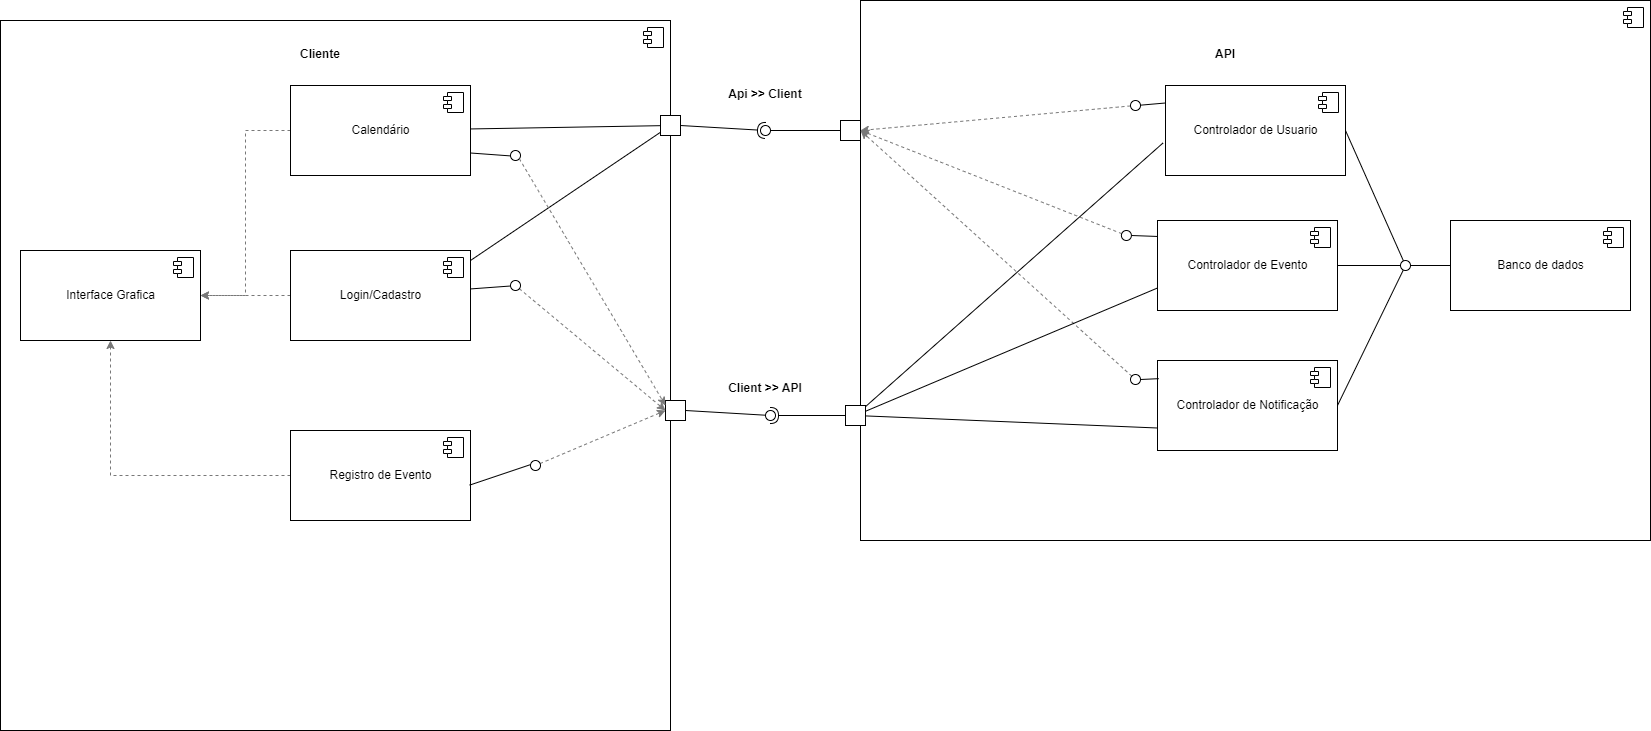 Cliente
API
Api >> Client
Calendário
Controlador de Usuario
Interface Grafica
Login/Cadastro
Controlador de Evento
Banco de dados
Client >> API
Controlador de Notificação
Registro de Evento